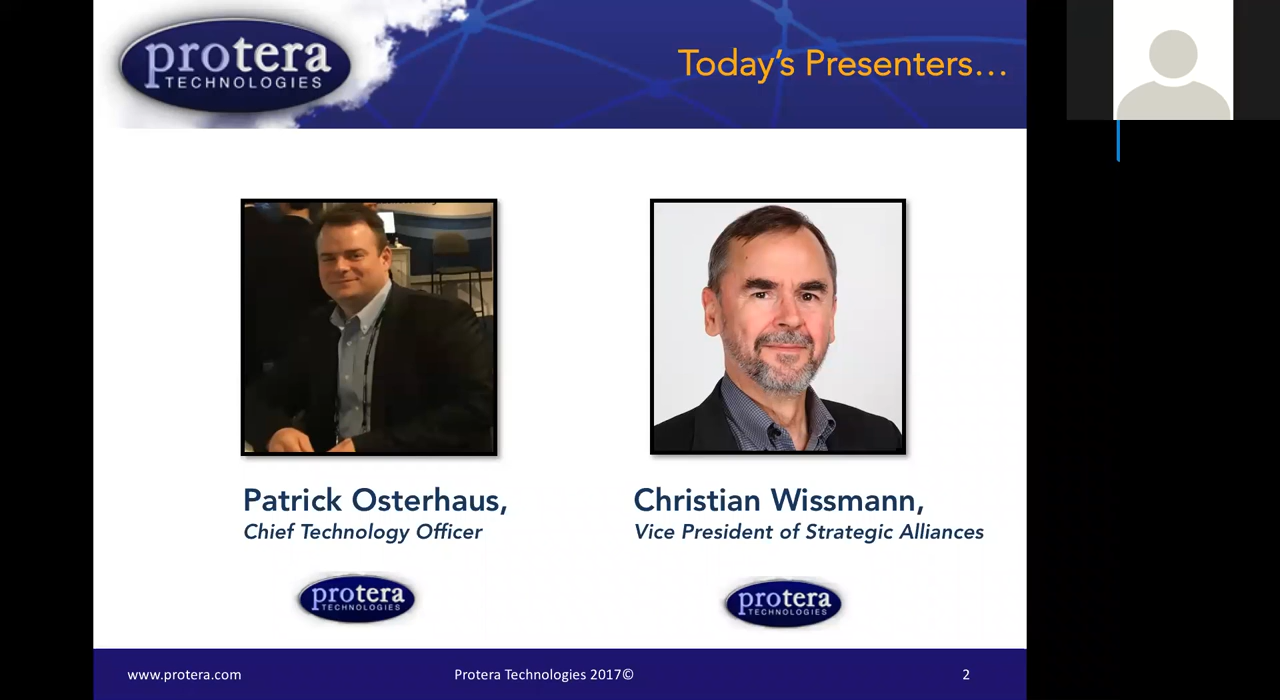 protera
TECHNOLOGIES
Today's Presenters...
Patrick Osterhaus,
Chief Technology Officer
Christian Wissmann,
Vice President of Strategic Alliances
protera
TECHNOLOGIES
protera
TECHNOLOGIES
www.protera.com
Protera Technologies 2017©
2